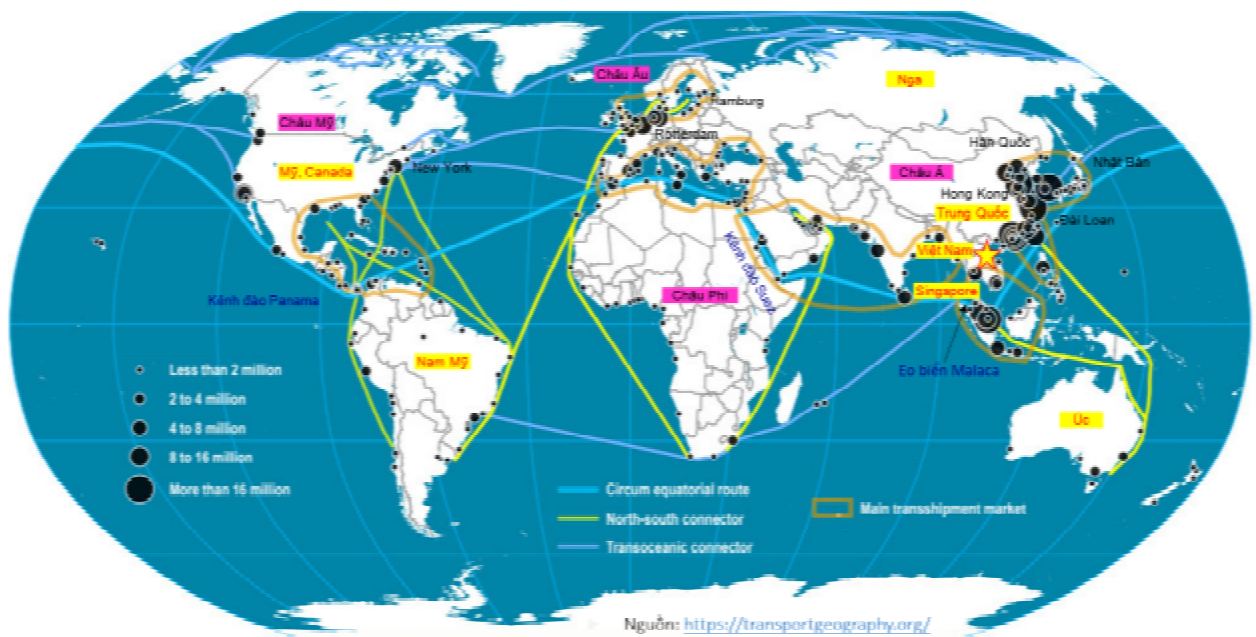 Châu Âu
Nga
Hamburg
Châu Mỹ
Rotterdam
Hàn Quốc
Nhật Bản
Mỹ, Canada
New York
Châu Á
Hong Kong
Trung Quốc
Đài Loan
Việt Nam
Kênh đào Suez
Kênh đào Panama
Châu Phi
Singapore
Nam Mỹ
Eo biển Malaca
Úc
Less than 2 million
2 to 4 million
4 to 8 million
8 to 16 million
More than 16 million
Circum equatorial route
North-south connector
Transoceanic connector
Main transshipment market
Nguồn: https://transportgeography.org/